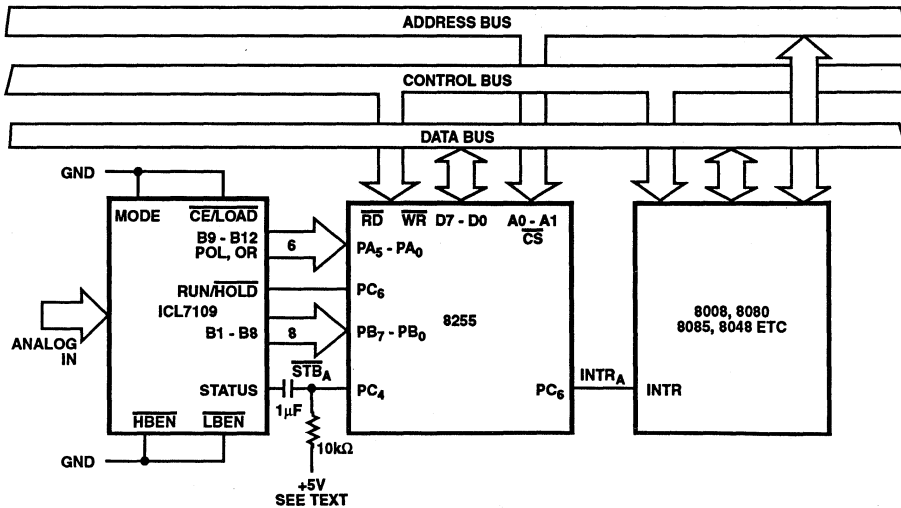 ADDRESS BUS
CONTROL BUS
DATA BUS
GND
MODE
CE/LOAD
B9 - B12
POL, OR
6
RUN/HOLD
ICL7109
B1 - B8
8
ANALOG
IN
STATUS
HBEN
LBEN
GND
1μF
STBA
10kΩ
+5V
SEE TEXT
RD
WR
D7 - D0
A0 - A1
CS
PA5 - PA0
PC6
8255
PB7 - PB0
PC4
PC6
INTRA
8008, 8080
8085, 8048 ETC
INTR